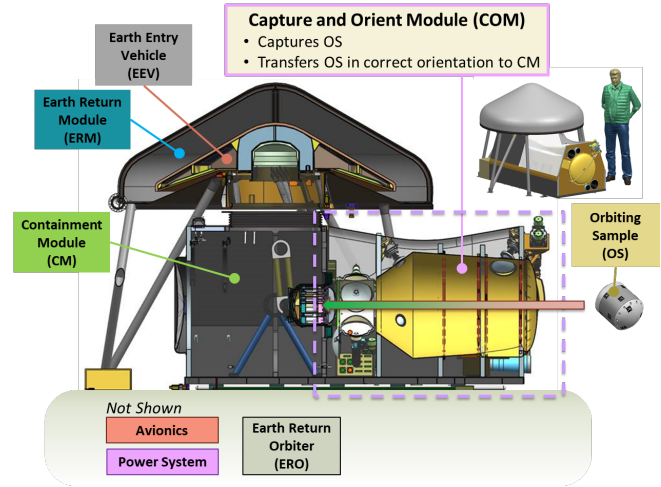 Capture and Orient Module (COM)
• Captures OS
• Transfers OS in correct orientation to CM
Earth Entry
Vehicle
(EEV)
Earth Return
Module
(ERM)
Containment
Module
(CM)
Orbiting
Sample
(OS)
Not Shown
Avionics
Power System
Earth Return
Orbiter
(ERO)